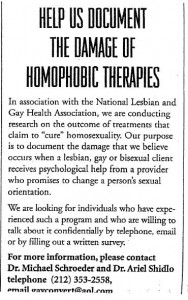 HELP US DOCUMENT
THE DAMAGE OF
HOMOPHOBIC THERAPIES
In association with the National Lesbian and
Gay Health Association, we are conducting
research on the outcome of treatments that
claim to "cure" homosexuality. Our purpose
is to document the damage that we believe
occurs when a lesbian, gay or bisexual client
receives psychological help from a provider
who promises to change a person's sexual
orientation.
We are looking for individuals who have ex-
perienced such a program and who are willing to
talk about it confidentially by telephone, email
or by filling out a written survey.
For more information, please contact
Dr. Michael Schroeder and Dr. Ariel Shidlo
telephone (212) 353-2558,
email gayconvert@aol.com